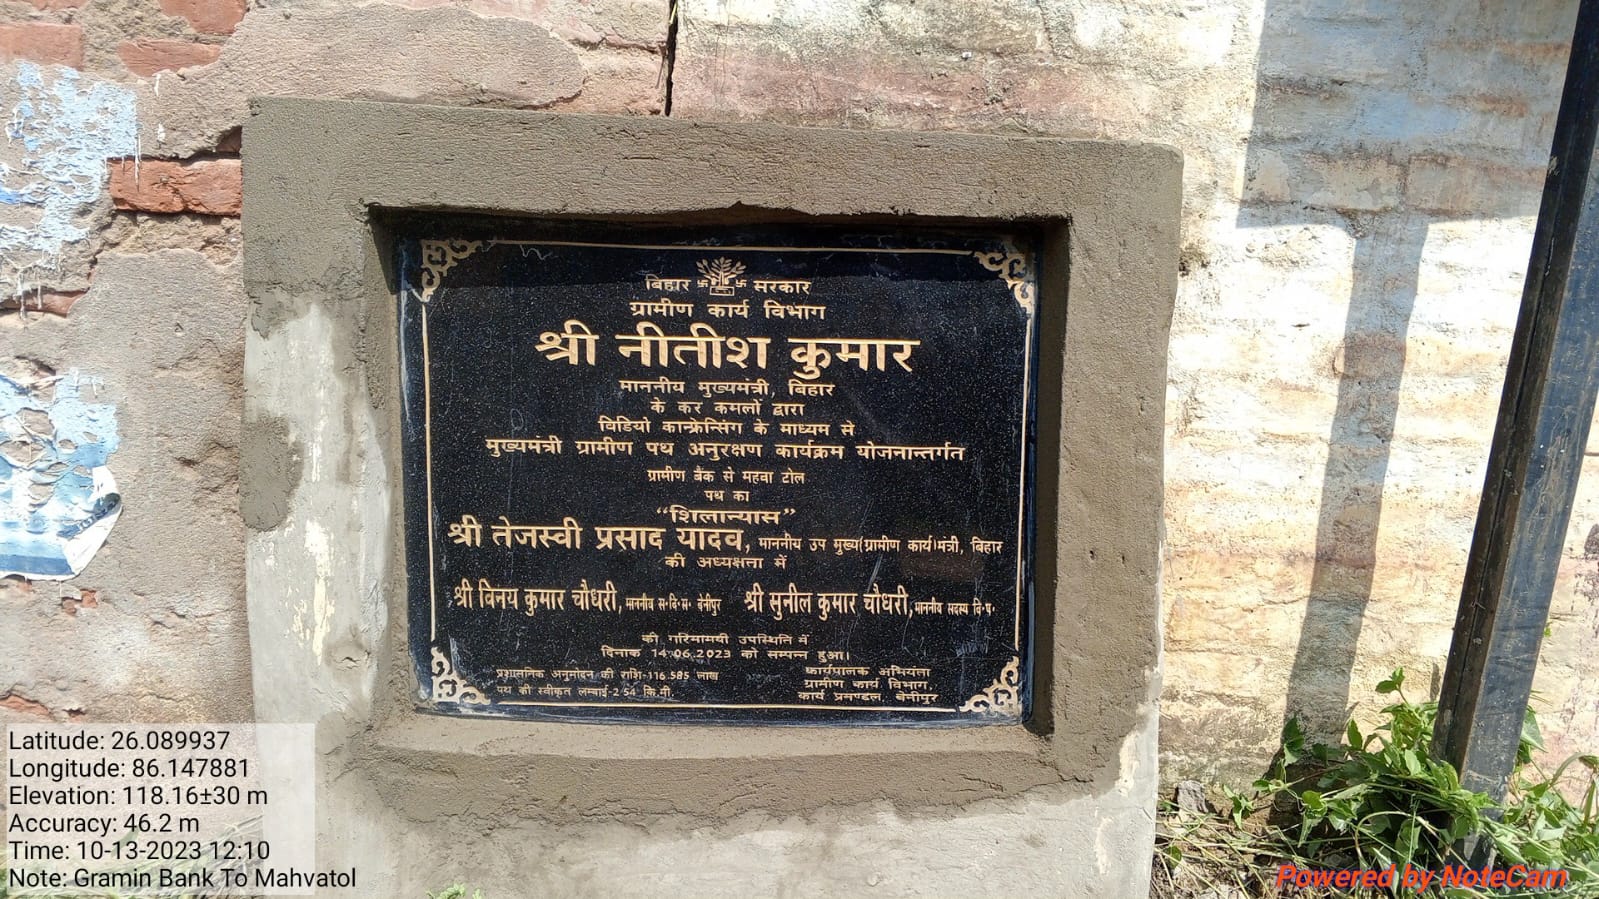 बिहार सरकार
ग्रामीण कार्य विभाग
श्री नीतीश कुमार
माननीय मुख्यमंत्री, बिहार
के कर कमलों द्वारा
विडियो कान्फ्रेन्सिंग के माध्यम से
मुख्यमंत्री ग्रामीण पथ अनुरक्षण कार्यक्रम योजनान्तर्गत
ग्रामीण बैंक से महवा टोल
पथ का
“शिलान्यास”
श्री तेजस्वी प्रसाद यादव, माननीय उप मुख्य(ग्रामीण कार्य)मंत्री, बिहार
की अध्यक्षता में
श्री विनय कुमार चौधरी, माननीय स॰वि॰स॰ बेनीपुर श्री सुनील कुमार चौधरी, माननीय सदस्य वि॰प॰
की गरिमामयी उपस्थिति में
दिनांक 14.06.2023 को सम्पन्न हुआ।
प्रशासनिक अनुमोदन की राशि-116.585 लाख
पथ की स्वीकृत लम्बाई-2.54 कि.मी.
कार्यपालक अभियंता
ग्रामीण कार्य विभाग
कार्य प्रमण्डल, बेनीपुर
Latitude: 26.089937
Longitude: 86.147881
Elevation: 118.16±30 m
Accuracy: 46.2 m
Time: 10-13-2023 12:10
Note: Gramin Bank To Mahvatol
Powered by NoteCam